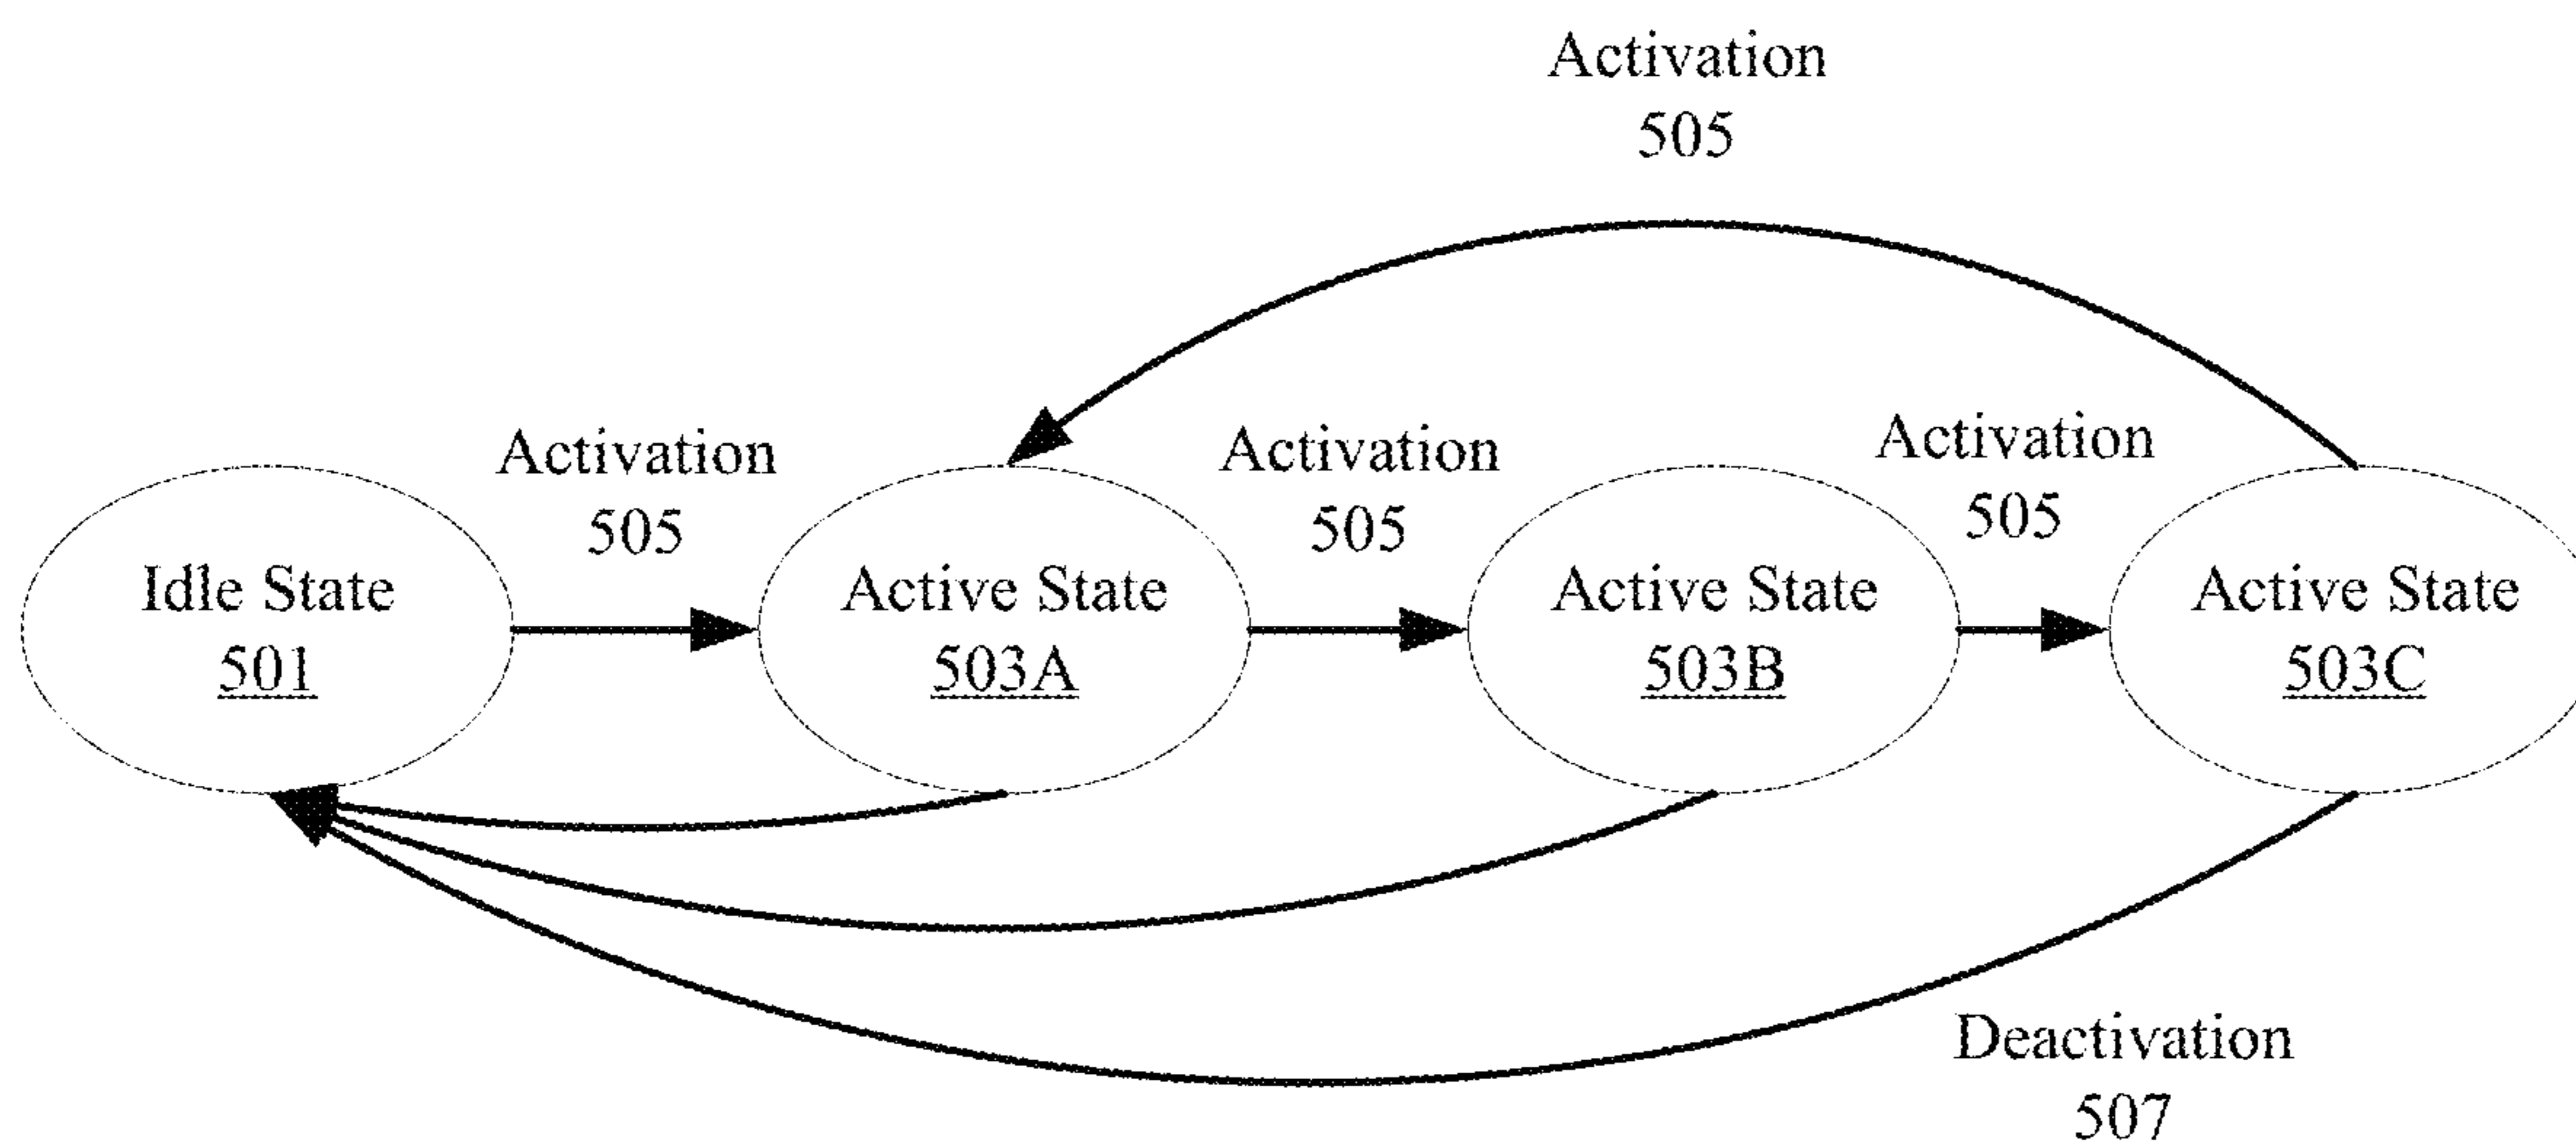 Activation
505
Activation
505
Activation
505
Activation
505
Idle State
501
Active State
503A
Active State
503B
Active State
503C
Deactivation
507